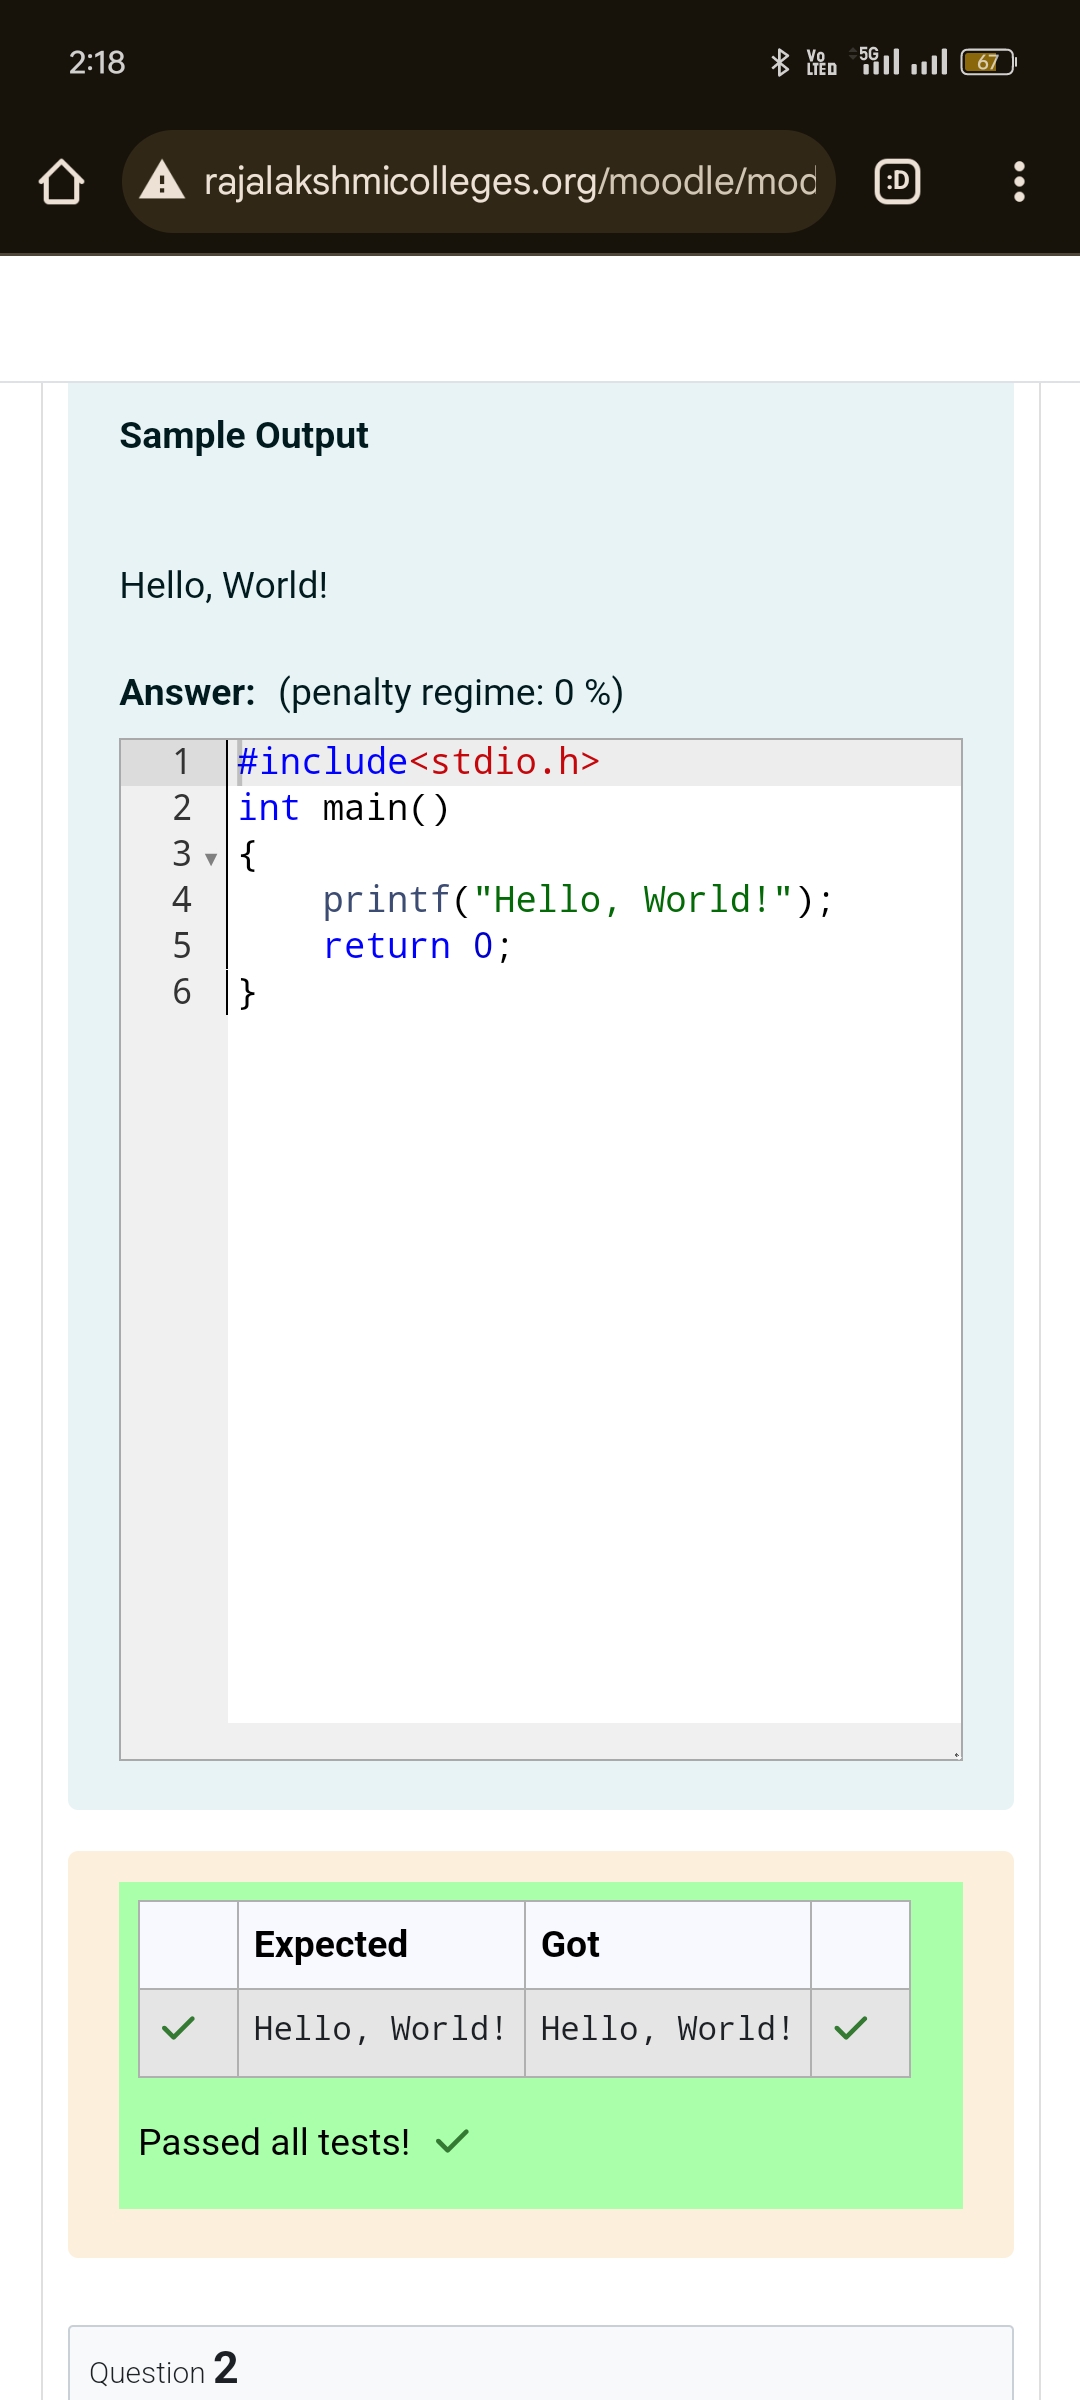 2:18
Vo LTE 5G 67
rajalakshmicolleges.org/moodle/mod
:D
Sample Output
Hello, World!
Answer: (penalty regime: 0 %)
1 #include<stdio.h>
2 int main()
3 {
4     printf("Hello, World!");
5     return 0;
6 }
Expected Got
Hello, World! Hello, World!
Passed all tests!
Question 2